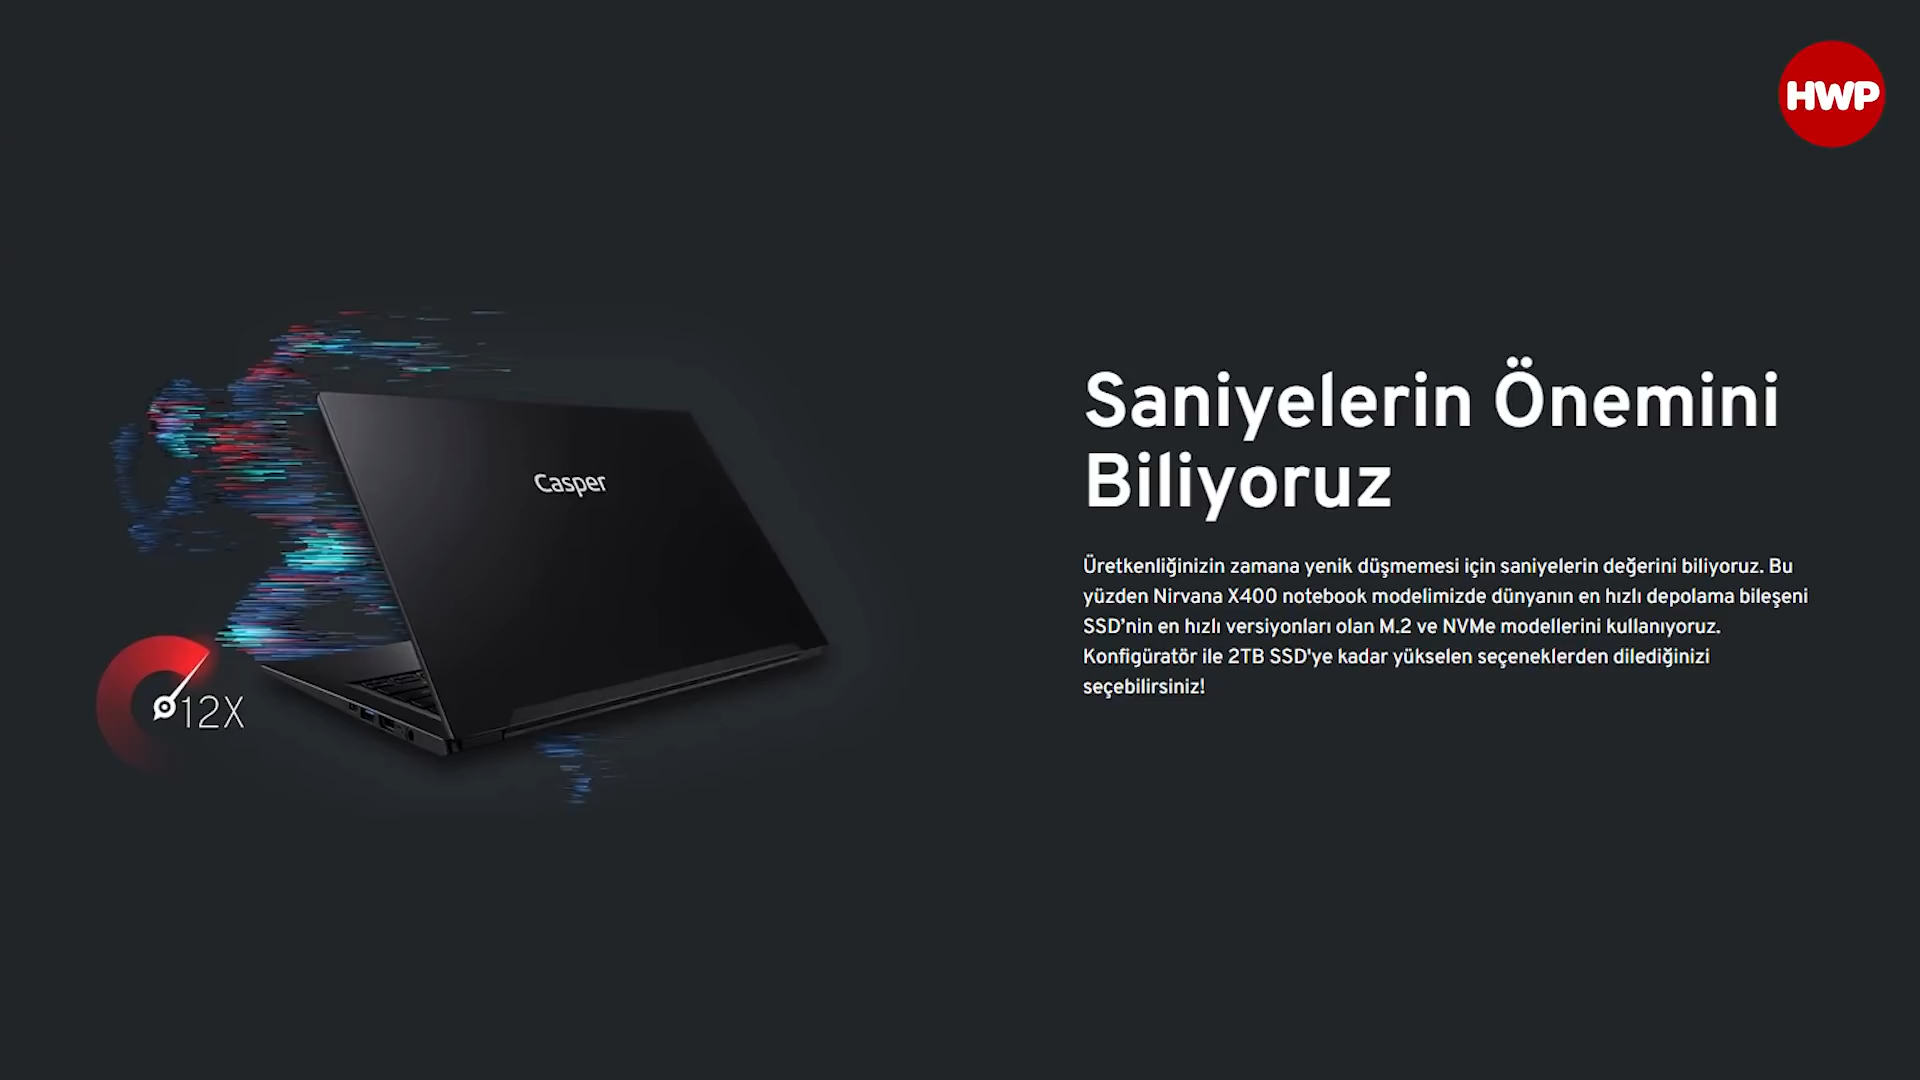 HWP
Saniyelerin Önemini
Biliyoruz
Casper
Üretkenliğinizin zamana yenik düşmemesi için saniyelerin değerini biliyoruz. Bu
yüzden Nirvana X400 notebook modelimizde dünyanın en hızlı depolama bileşeni
SSD’nin en hızlı versiyonları olan M.2 ve NVMe modellerini kullanıyoruz.
Konfigüratör ile 2TB SSD'ye kadar yükselen seçeneklerden dilediğinizi
seçebilirsiniz!
12X